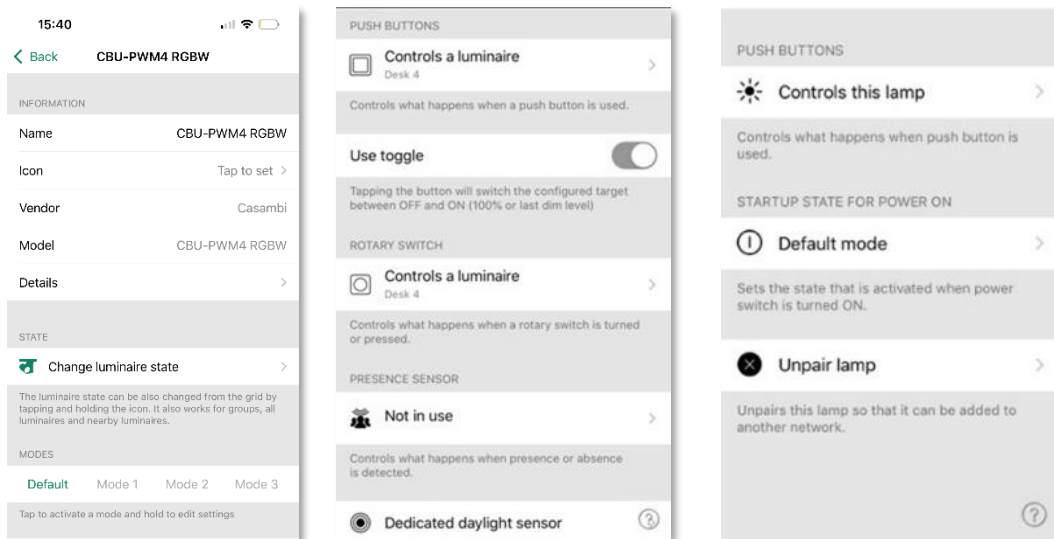 15:40
Back CBU-PWM4 RGBW
INFORMATION
Name CBU-PWM4 RGBW
Icon Tap to set
Vendor Casambi
Model CBU-PWM4 RGBW
Details
STATE
Change luminaire state
The luminaire state can be also changed from the grid by
tapping and holding the icon. It also works for groups, all
luminaires and nearby luminaires.
MODES
Default Mode 1 Mode 2 Mode 3
Tap to activate a mode and hold to edit settings
PUSH BUTTONS
Controls a luminaire
Desk 4
Controls what happens when a push button is used.
Use toggle
Tapping the button will switch the configured target
between OFF and ON (100% or last dim level)
ROTARY SWITCH
Controls a luminaire
Desk 4
Controls what happens when a rotary switch is turned
or pressed.
PRESENCE SENSOR
Not in use
Controls what happens when presence or absence
is detected.
Dedicated daylight sensor
?
PUSH BUTTONS
Controls this lamp
Controls what happens when push button is
used.
STARTUP STATE FOR POWER ON
Default mode
Sets the state that is activated when power
switch is turned ON.
Unpair lamp
Unpairs this lamp so that it can be added to
another network.
?